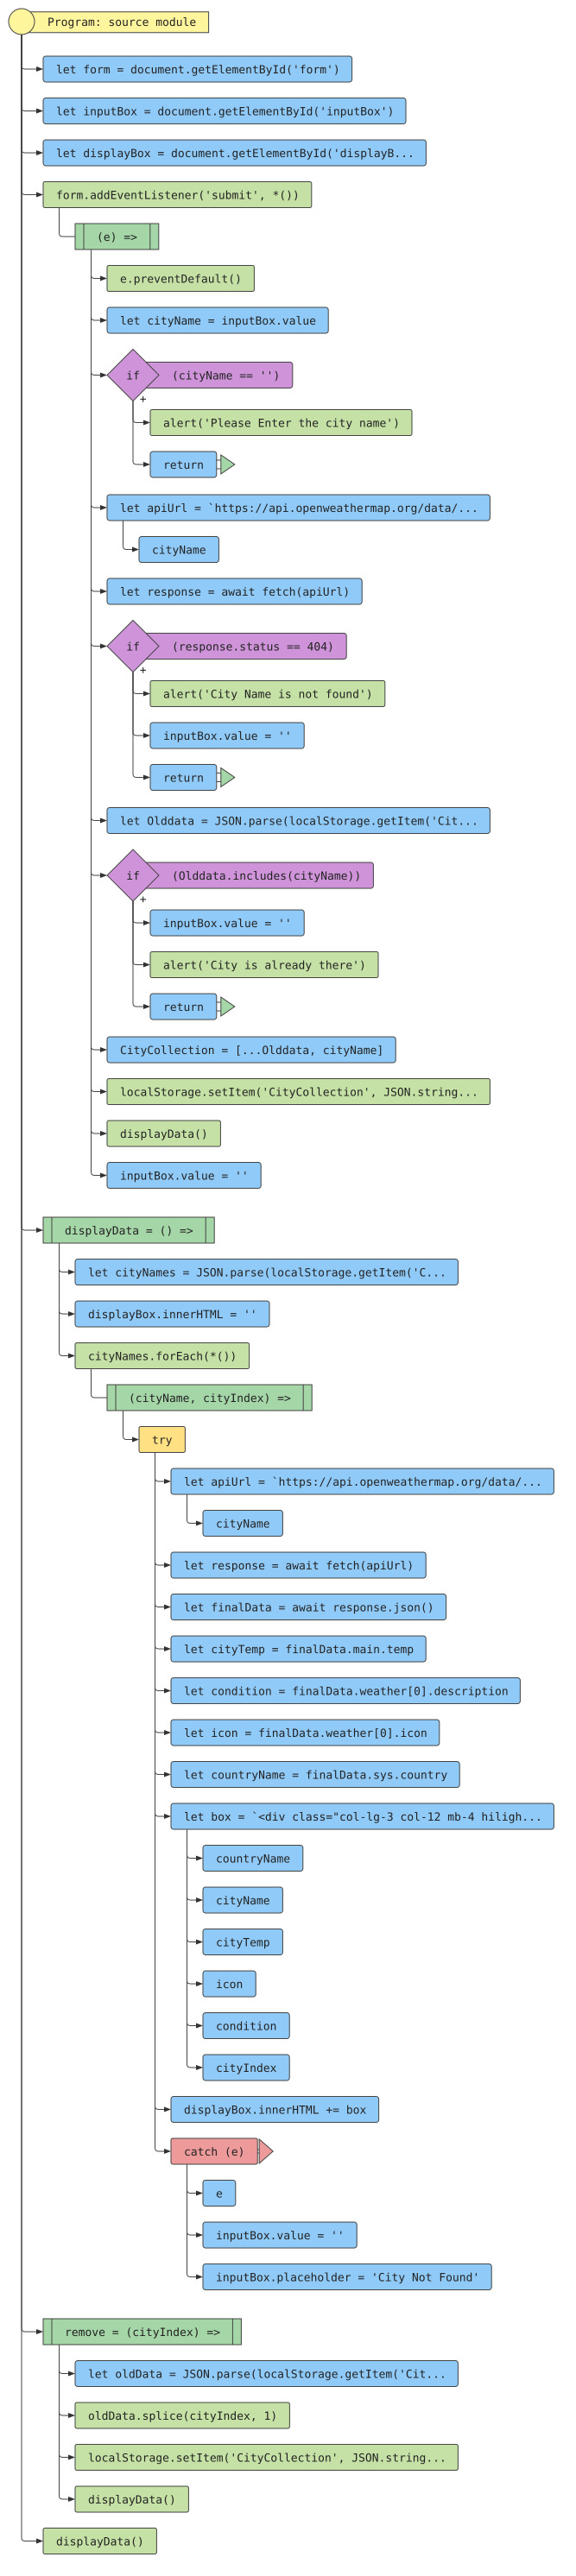 Program: source module
let form = document.getElementById('form')
let inputBox = document.getElementById('inputBox')
let displayBox = document.getElementById('displayB...
form.addEventListener('submit', *())
(e) =>
e.preventDefault()
let cityName = inputBox.value
if (cityName == '')
+
alert('Please Enter the city name')
return
let apiUrl = `https://api.openweathermap.org/data/...
cityName
let response = await fetch(apiUrl)
if (response.status == 404)
+
alert('City Name is not found')
inputBox.value = ''
return
let Olddata = JSON.parse(localStorage.getItem('Cit...
if (Olddata.includes(cityName))
+
inputBox.value = ''
alert('City is already there')
return
CityCollection = [...Olddata, cityName]
localStorage.setItem('CityCollection', JSON.string...
displayData()
inputBox.value = ''
displayData = () =>
let cityNames = JSON.parse(localStorage.getItem('C...
displayBox.innerHTML = ''
cityNames.forEach(*())
(cityName, cityIndex) =>
try
let apiUrl = `https://api.openweathermap.org/data/...
cityName
let response = await fetch(apiUrl)
let finalData = await response.json()
let cityTemp = finalData.main.temp
let condition = finalData.weather[0].description
let icon = finalData.weather[0].icon
let countryName = finalData.sys.country
let box = `<div class="col-lg-3 col-12 mb-4 hiligh...
countryName
cityName
cityTemp
icon
condition
cityIndex
displayBox.innerHTML += box
catch (e)
e
inputBox.value = ''
inputBox.placeholder = 'City Not Found'
remove = (cityIndex) =>
let oldData = JSON.parse(localStorage.getItem('Cit...
oldData.splice(cityIndex, 1)
localStorage.setItem('CityCollection', JSON.string...
displayData()
displayData()